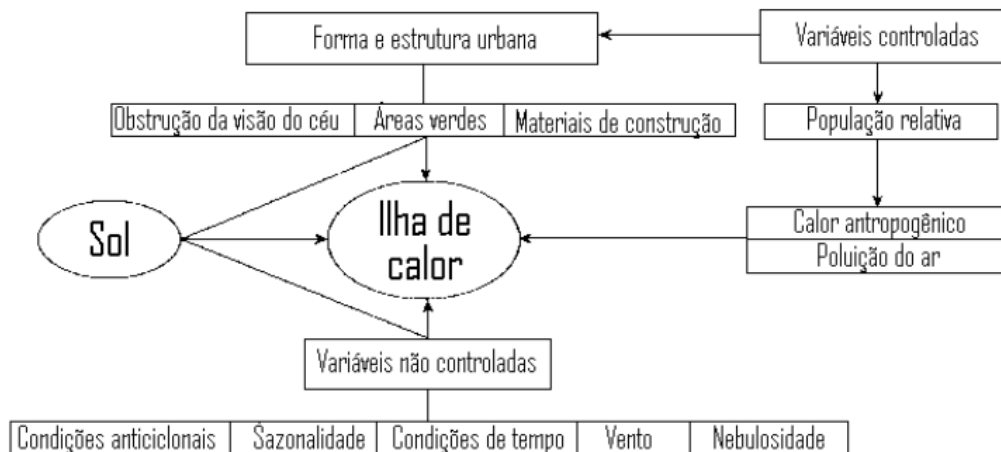 Forma e estrutura urbana
Variáveis controladas
Obstrução da visão do céu
Áreas verdes
Materiais de construção
População relativa
Sol
Ilha de
calor
Calor antropogênico
Poluição do ar
Variáveis não controladas
Condições anticiclonais
Sazonalidade
Condições de tempo
Vento
Nebulosidade